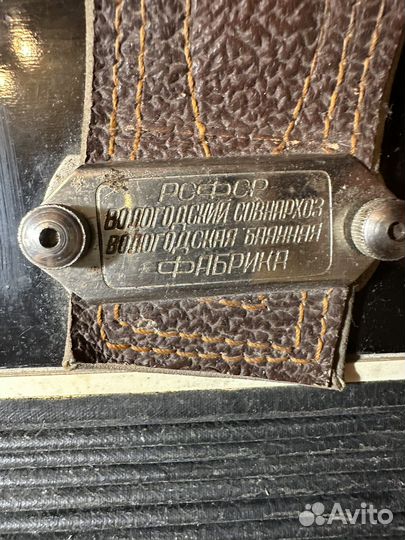 РСФСР
ВОЛОГОДСКИЙ СОВНАРХОЗ
ВОЛОГОДСКАЯ БАЯННАЯ
ФАБРИКА
Avito